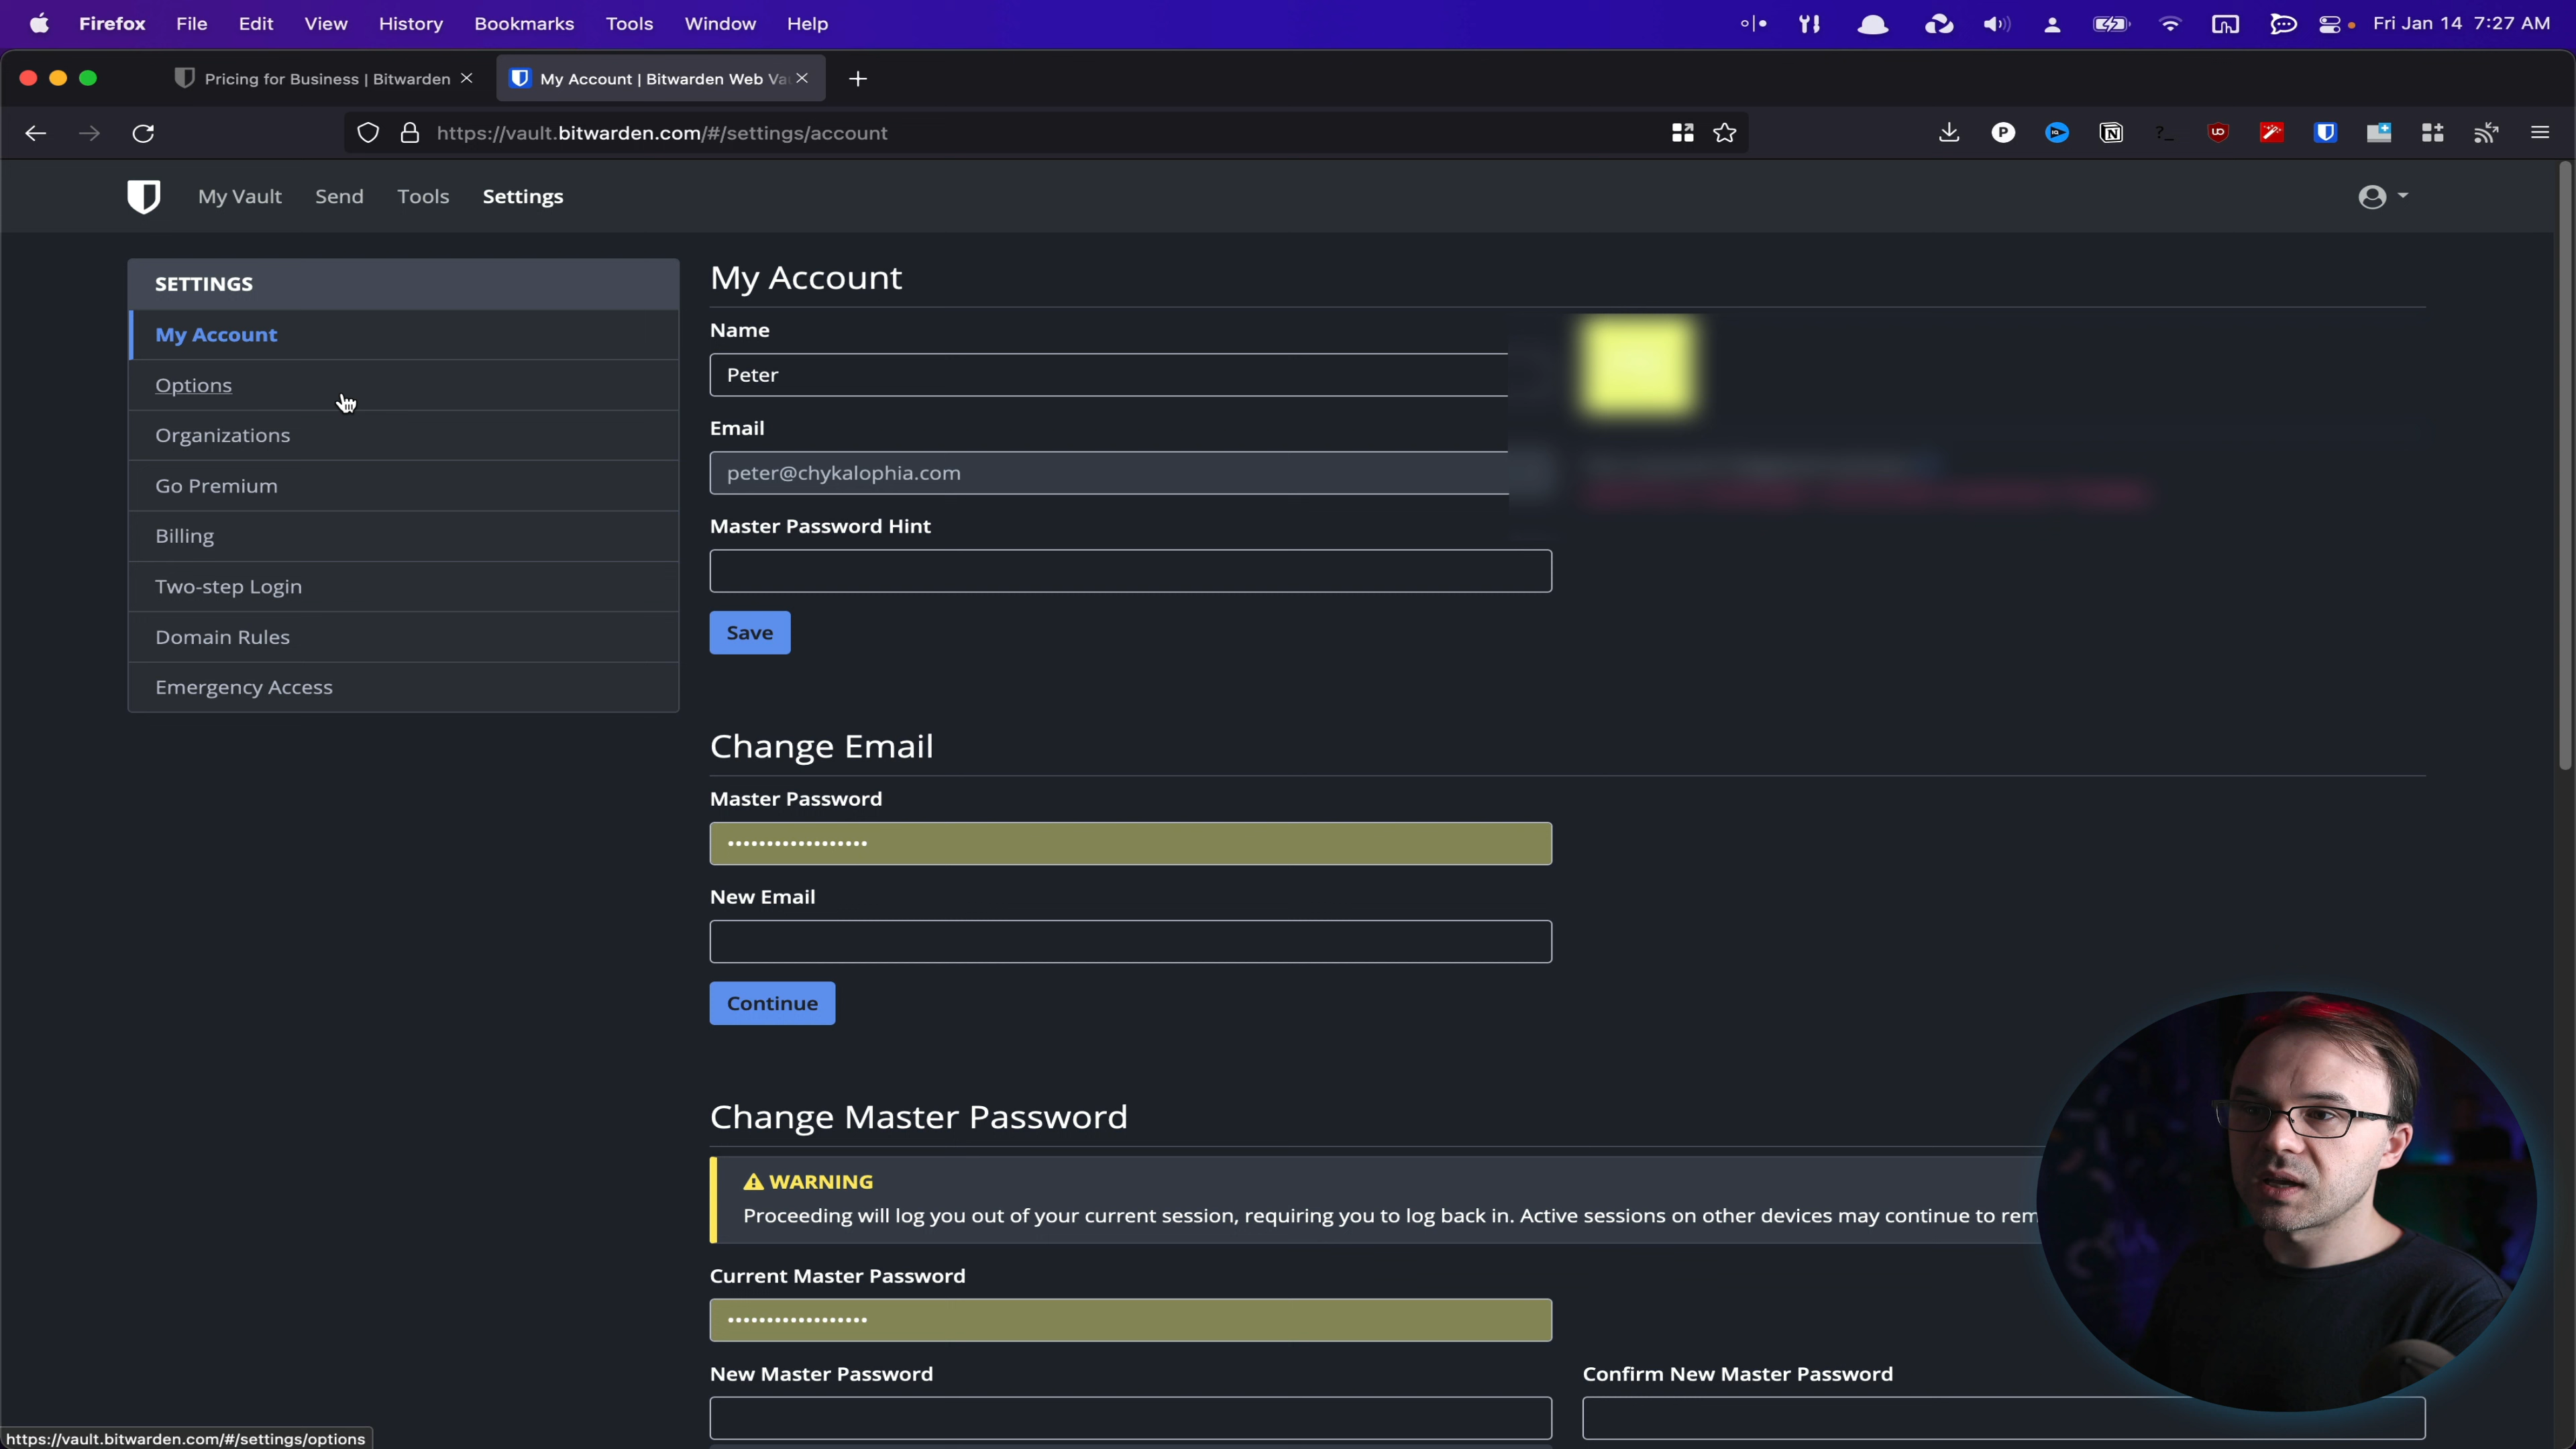 Firefox File Edit View History Bookmarks Tools Window Help Fri Jan 14 7:27 AM
Pricing for Business | Bitwarden
My Account | Bitwarden Web Va
https://vault.bitwarden.com/#/settings/account
My Vault Send Tools Settings
SETTINGS
My Account
Options
Organizations
Go Premium
Billing
Two-step Login
Domain Rules
Emergency Access
My Account
Name
Peter
Email
peter@chykalophia.com
Master Password Hint
Save
Change Email
Master Password
••••••••••••••••••
New Email
Continue
Change Master Password
WARNING
Proceeding will log you out of your current session, requiring you to log back in. Active sessions on other devices may continue to rem
Current Master Password
••••••••••••••••••
New Master Password
Confirm New Master Password
https://vault.bitwarden.com/#/settings/options